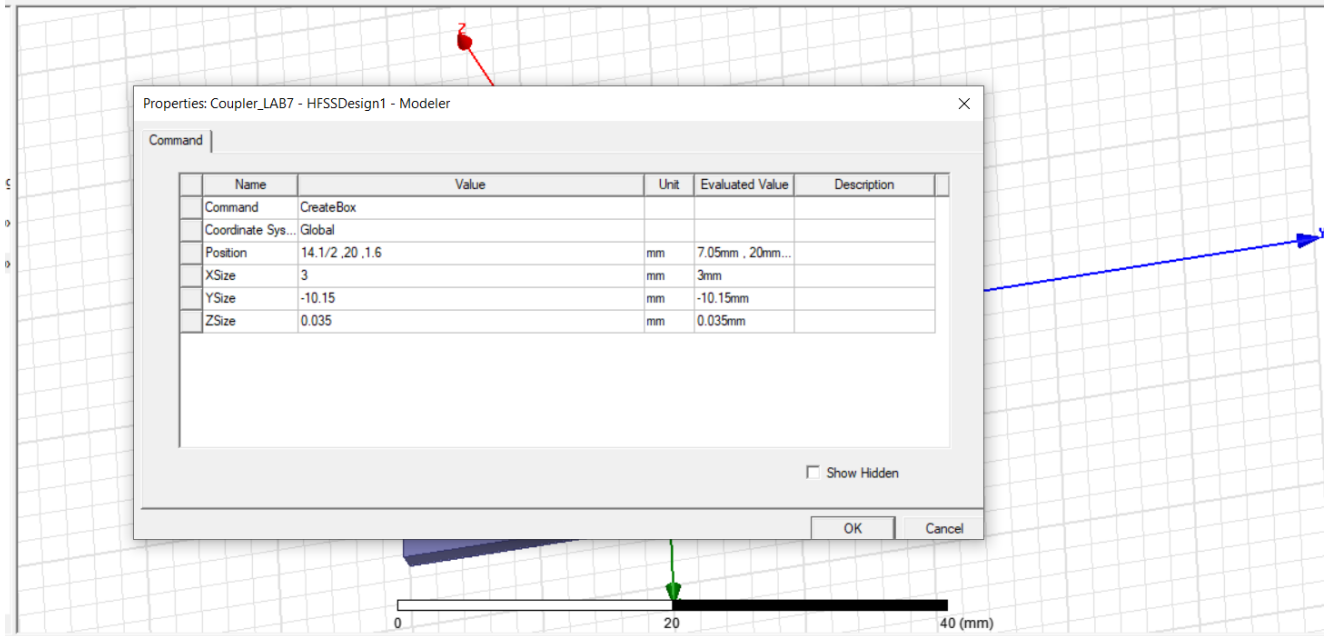 Z
Properties: Coupler_LAB7 - HFSSDesign1 - Modeler
Command
Name Value Unit Evaluated Value Description
Command CreateBox
Coordinate Sys... Global
Position 14.1/2 ,20 ,1.6 mm 7.05mm , 20mm...
XSize 3 mm 3mm
YSize -10.15 mm -10.15mm
ZSize 0.035 mm 0.035mm
Show Hidden
OK Cancel
0 20 40 (mm)